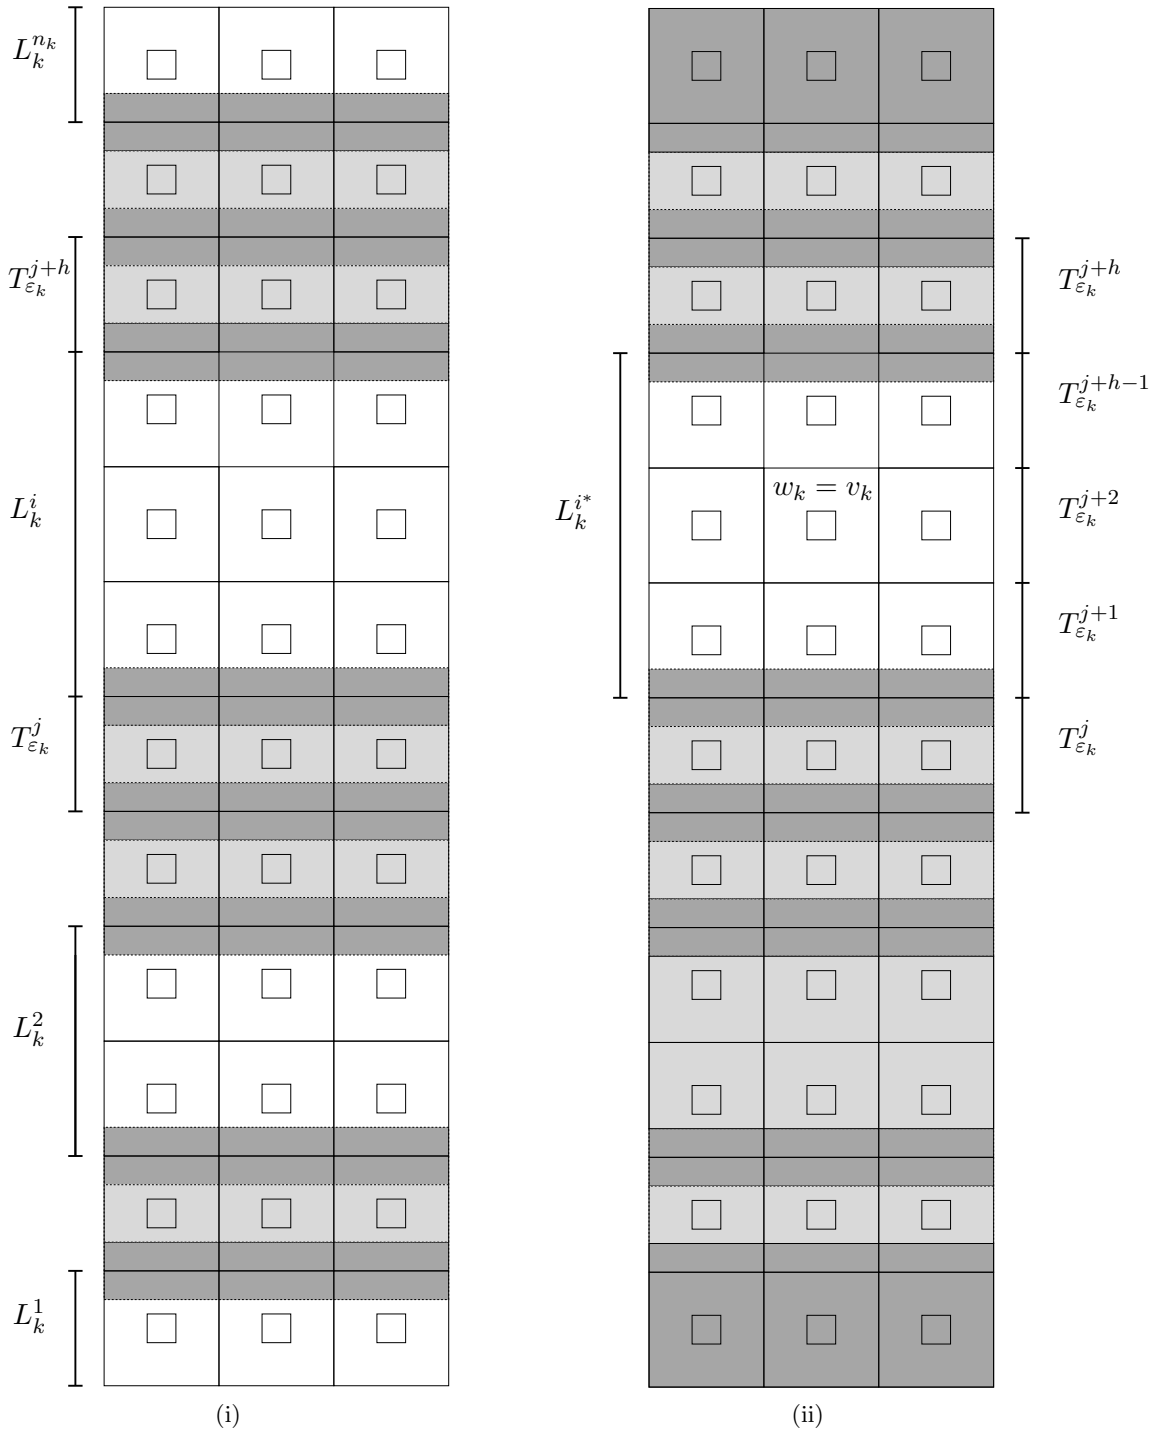 L_k^{n_k}
T_{ε_k}^{j+h}
L_k^i
T_{ε_k}^j
L_k^2
L_k^1
(i)
T_{ε_k}^{j+h}
T_{ε_k}^{j+h−1}
w_k = v_k
L_k^{i*}
T_{ε_k}^{j+2}
T_{ε_k}^{j+1}
T_{ε_k}^j
(ii)